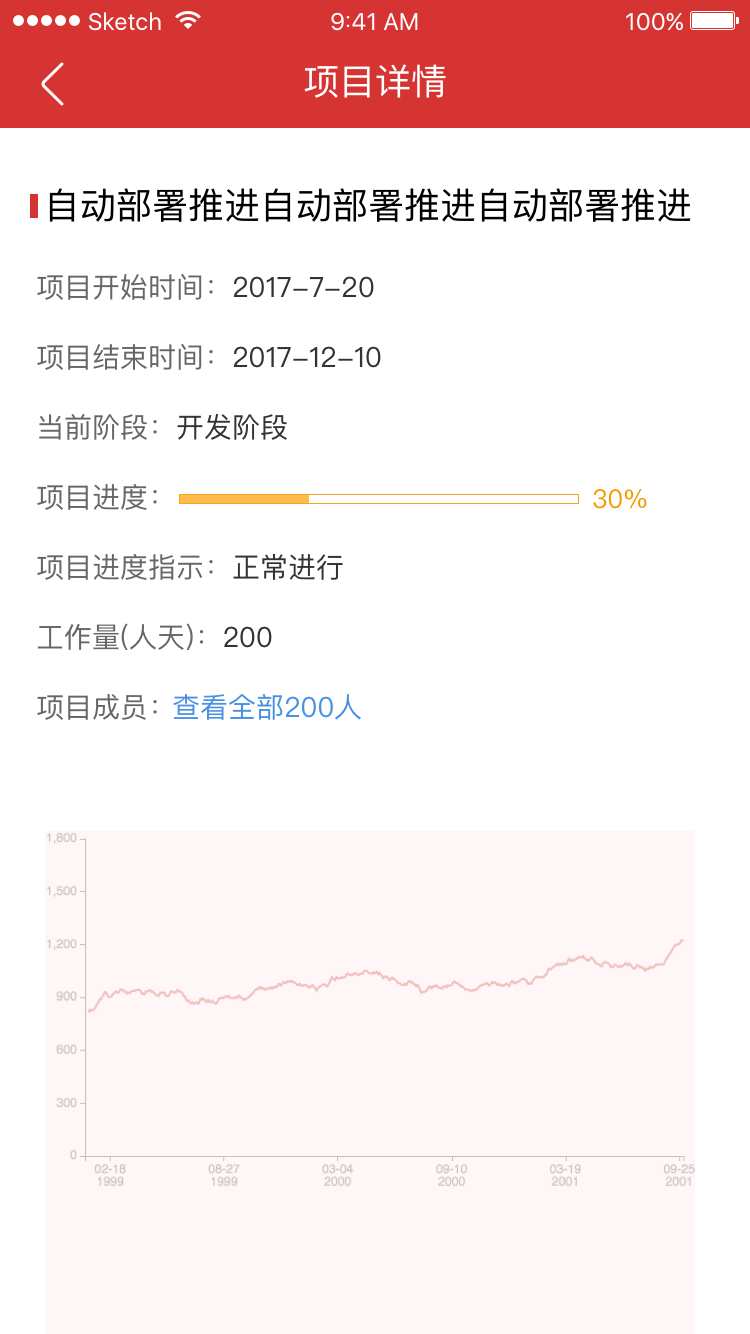 Sketch 9:41 AM 100%
项目详情
自动部署推进自动部署推进自动部署推进
项目开始时间：2017-7-20
项目结束时间：2017-12-10
当前阶段：开发阶段
项目进度： 30%
项目进度指示：正常进行
工作量(人天)：200
项目成员：查看全部200人
1,800
1,500
1,200
900
600
300
0
02-18 08-27 03-04 09-10 03-19 09-25
1999 1999 2000 2000 2001 2001